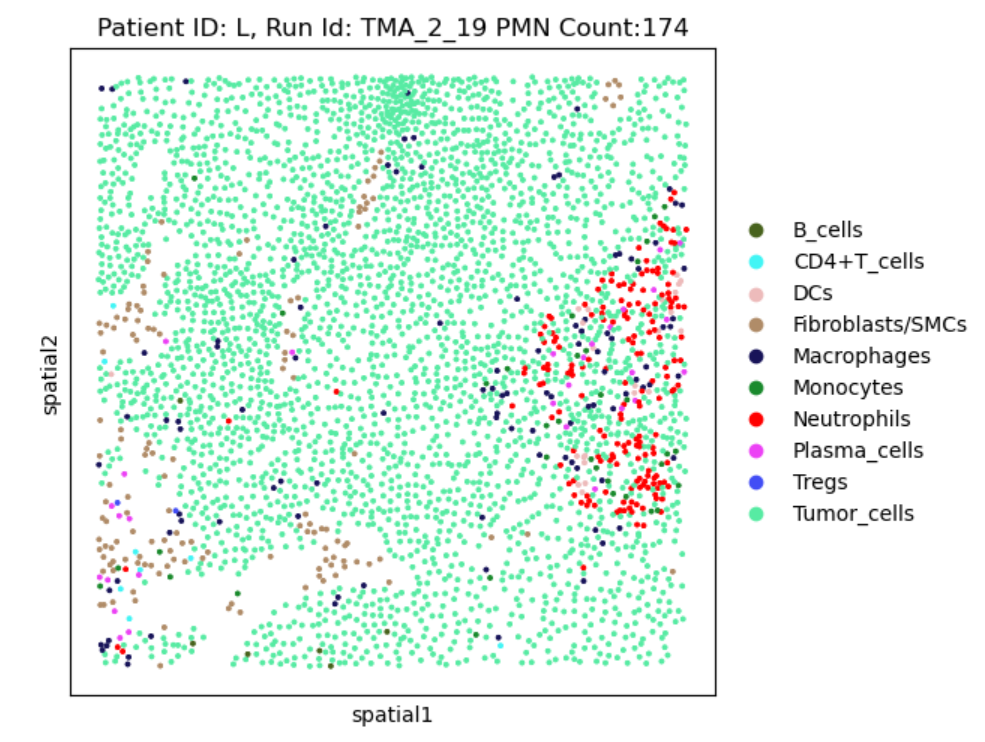 Patient ID: L, Run Id: TMA_2_19 PMN Count:174
spatial2
spatial1
B_cells
CD4+T_cells
DCs
Fibroblasts/SMCs
Macrophages
Monocytes
Neutrophils
Plasma_cells
Tregs
Tumor_cells